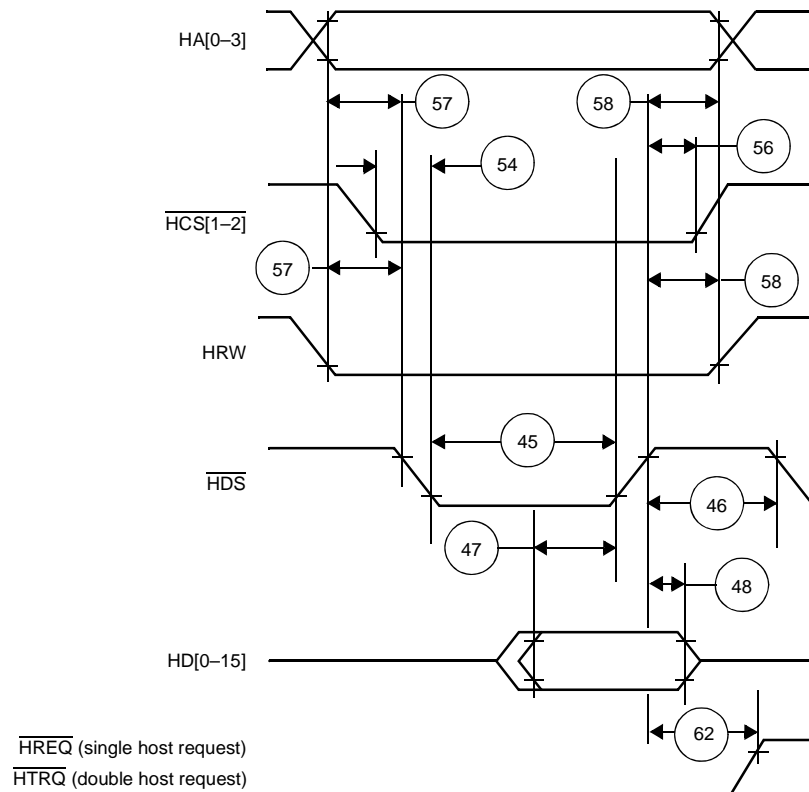 HA[0–3]
57
58
54
56
HCS[1–2]
57
58
HRW
45
HDS
46
47
48
HD[0–15]
62
HREQ (single host request)
HTRQ (double host request)